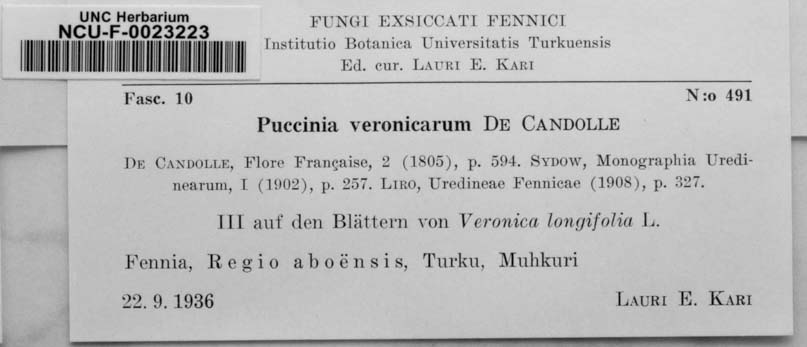 UNC Herbarium
NCU-F-0023223
FUNGI EXSICCATI FENNICI
Institutio Botanica Universitatis Turkuensis
Ed. cur. LAURI E. KARI
Fasc. 10 N:o 491
Puccinia veronicarum DE CANDOLLE
DE CANDOLLE, Flore Française, 2 (1805), p. 594. SYDOW, Monographia Uredi-
nearum, I (1902), p. 257. LIRO, Uredineae Fennicae (1908), p. 327.
III auf den Blättern von Veronica longifolia L.
Fennia, Regio aboënsis, Turku, Muhkuri
22. 9. 1936 LAURI E. KARI